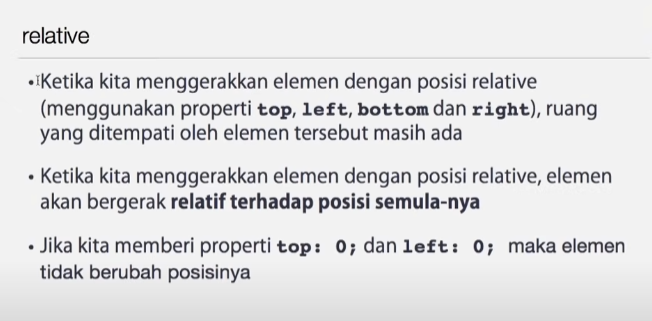 relative
• Ketika kita menggerakkan elemen dengan posisi relative
(menggunakan properti top, left, bottom dan right), ruang
yang ditempati oleh elemen tersebut masih ada
• Ketika kita menggerakkan elemen dengan posisi relative, elemen
akan bergerak relatif terhadap posisi semula-nya
• Jika kita memberi properti top: 0; dan left: 0; maka elemen
tidak berubah posisinya